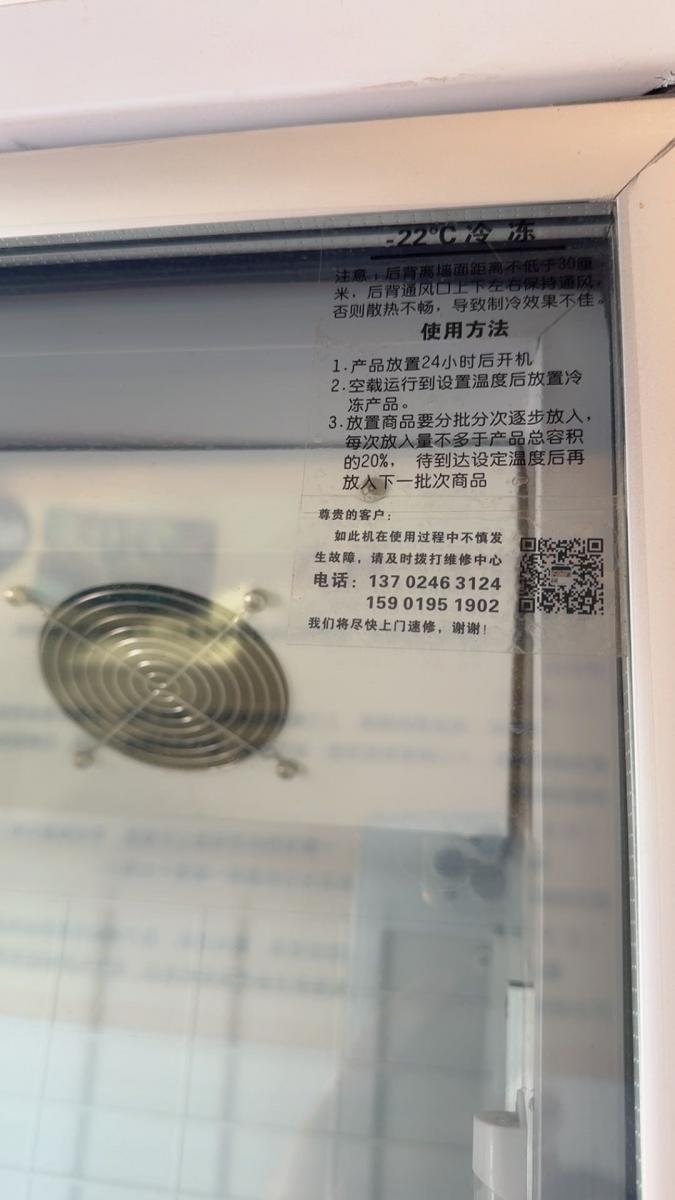 -22℃ 冷 冻
注意：后背离墙面距离不低于30厘
米，后背通风口上下左右保持通风，
否则散热不畅，导致制冷效果不佳。
使用方法
1.产品放置24小时后开机
2.空载运行到设置温度后放置冷
冻产品。
3.放置商品要分批分次逐步放入，
每次放入量不多于产品总容积
的20%， 待到达设定温度后再
放入下一批次商品
尊贵的客户：
如此机在使用过程中不慎发
生故障，请及时拨打维修中心
电话：137 0246 3124
159 0195 1902
我们将尽快上门速修，谢谢！